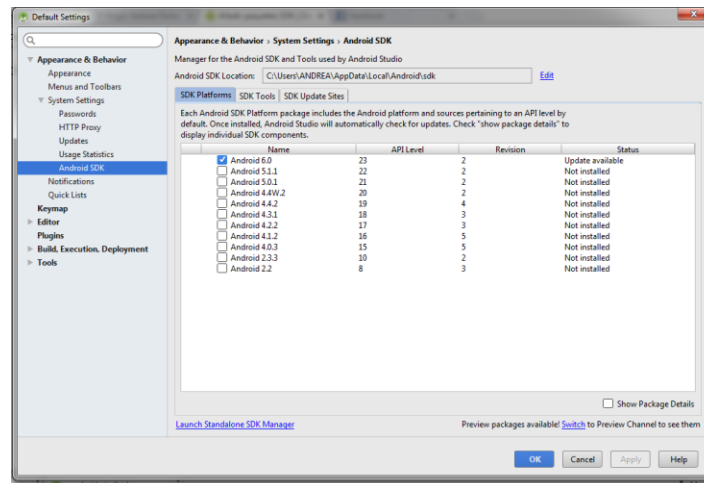 Default Settings
Appearance & Behavior
Appearance
Menus and Toolbars
System Settings
Passwords
HTTP Proxy
Updates
Usage Statistics
Android SDK
Notifications
Quick Lists
Keymap
Editor
Plugins
Build, Execution, Deployment
Tools
Appearance & Behavior › System Settings › Android SDK
Manager for the Android SDK and Tools used by Android Studio
Android SDK Location: C:\Users\ANDREA\AppData\Local\Android\sdk Edit
SDK Platforms SDK Tools SDK Update Sites
Each Android SDK Platform package includes the Android platform and sources pertaining to an API level by
default. Once installed, Android Studio will automatically check for updates. Check "show package details" to
display individual SDK components.
Name API Level Revision Status
Android 6.0 23 2 Update available
Android 5.1.1 22 2 Not installed
Android 5.0.1 21 2 Not installed
Android 4.4W.2 20 2 Not installed
Android 4.4.2 19 4 Not installed
Android 4.3.1 18 3 Not installed
Android 4.2.2 17 3 Not installed
Android 4.1.2 16 5 Not installed
Android 4.0.3 15 5 Not installed
Android 2.3.3 10 2 Not installed
Android 2.2 8 3 Not installed
Show Package Details
Launch Standalone SDK Manager Preview packages available! Switch to Preview Channel to see them
OK Cancel Apply Help